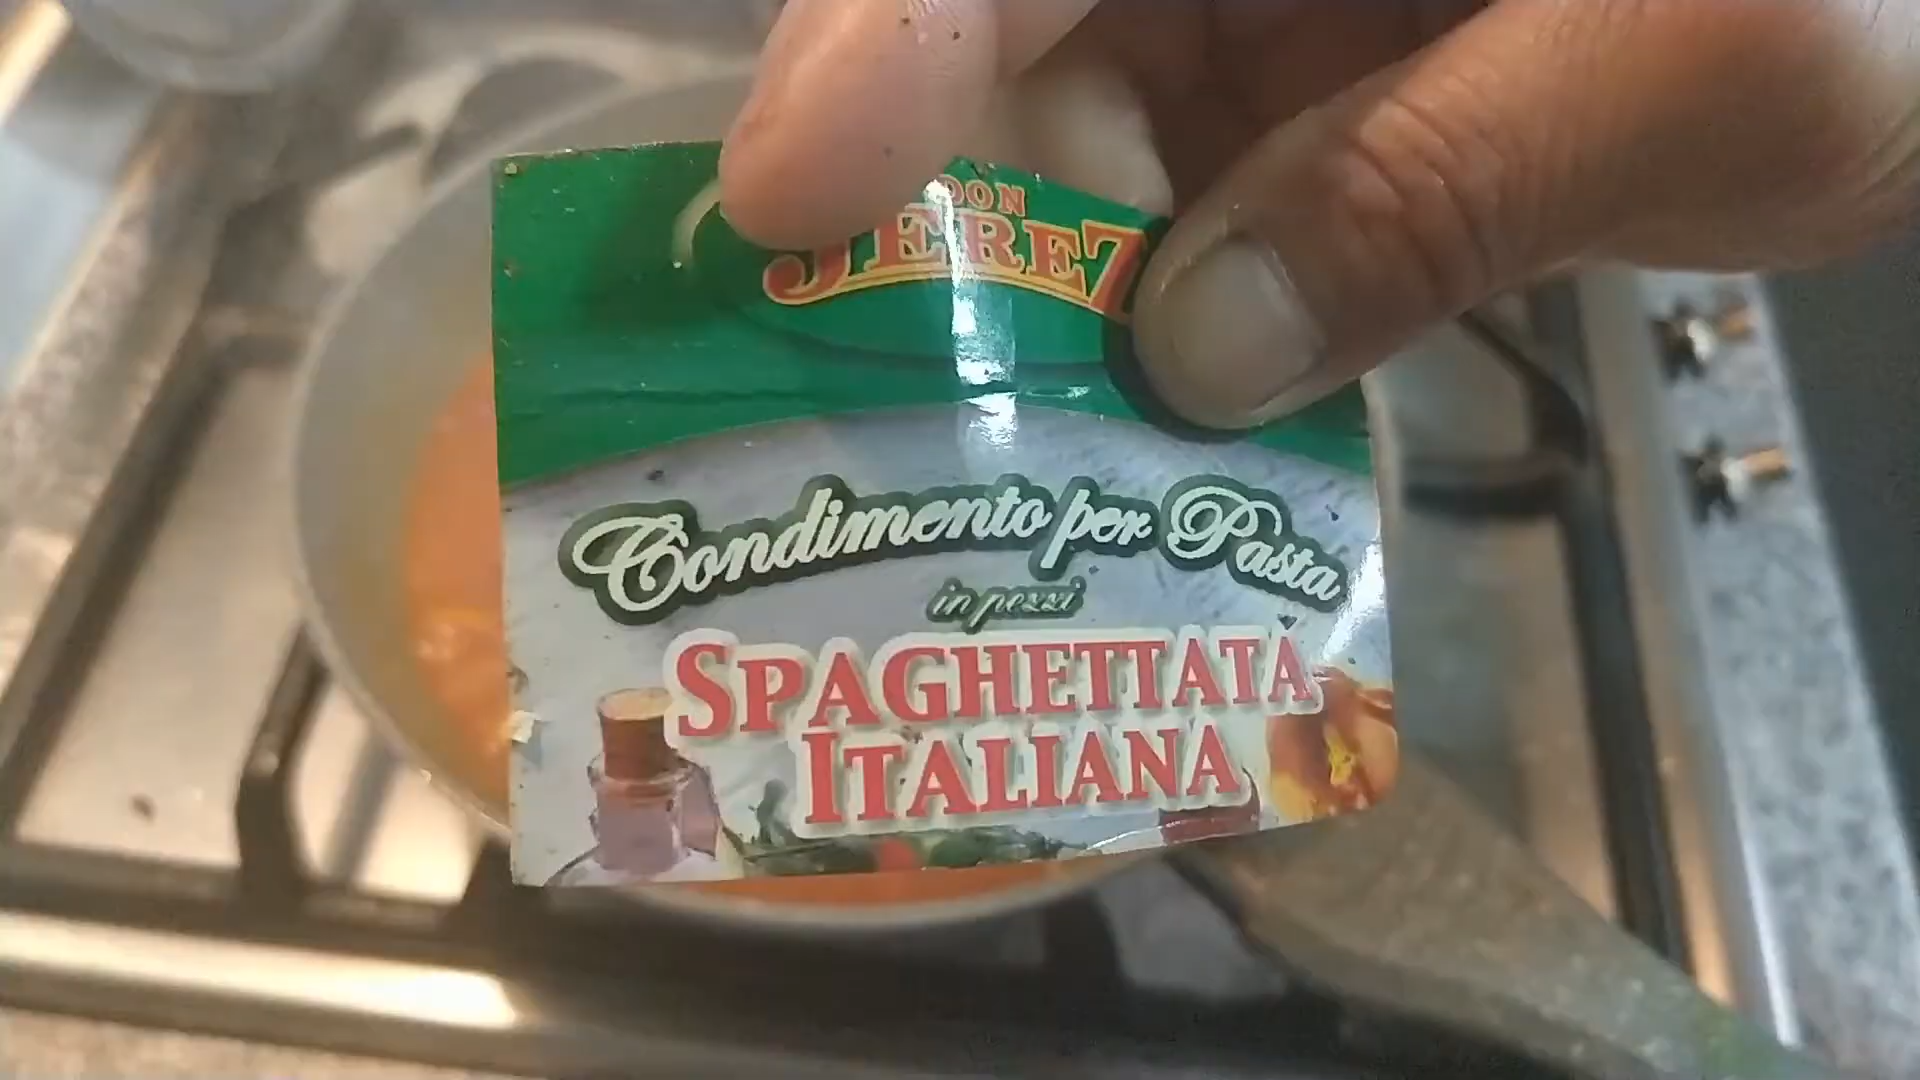 DON
JEREZ
Condimento per Pasta
in pezzi
SPAGHETTATA
ITALIANA